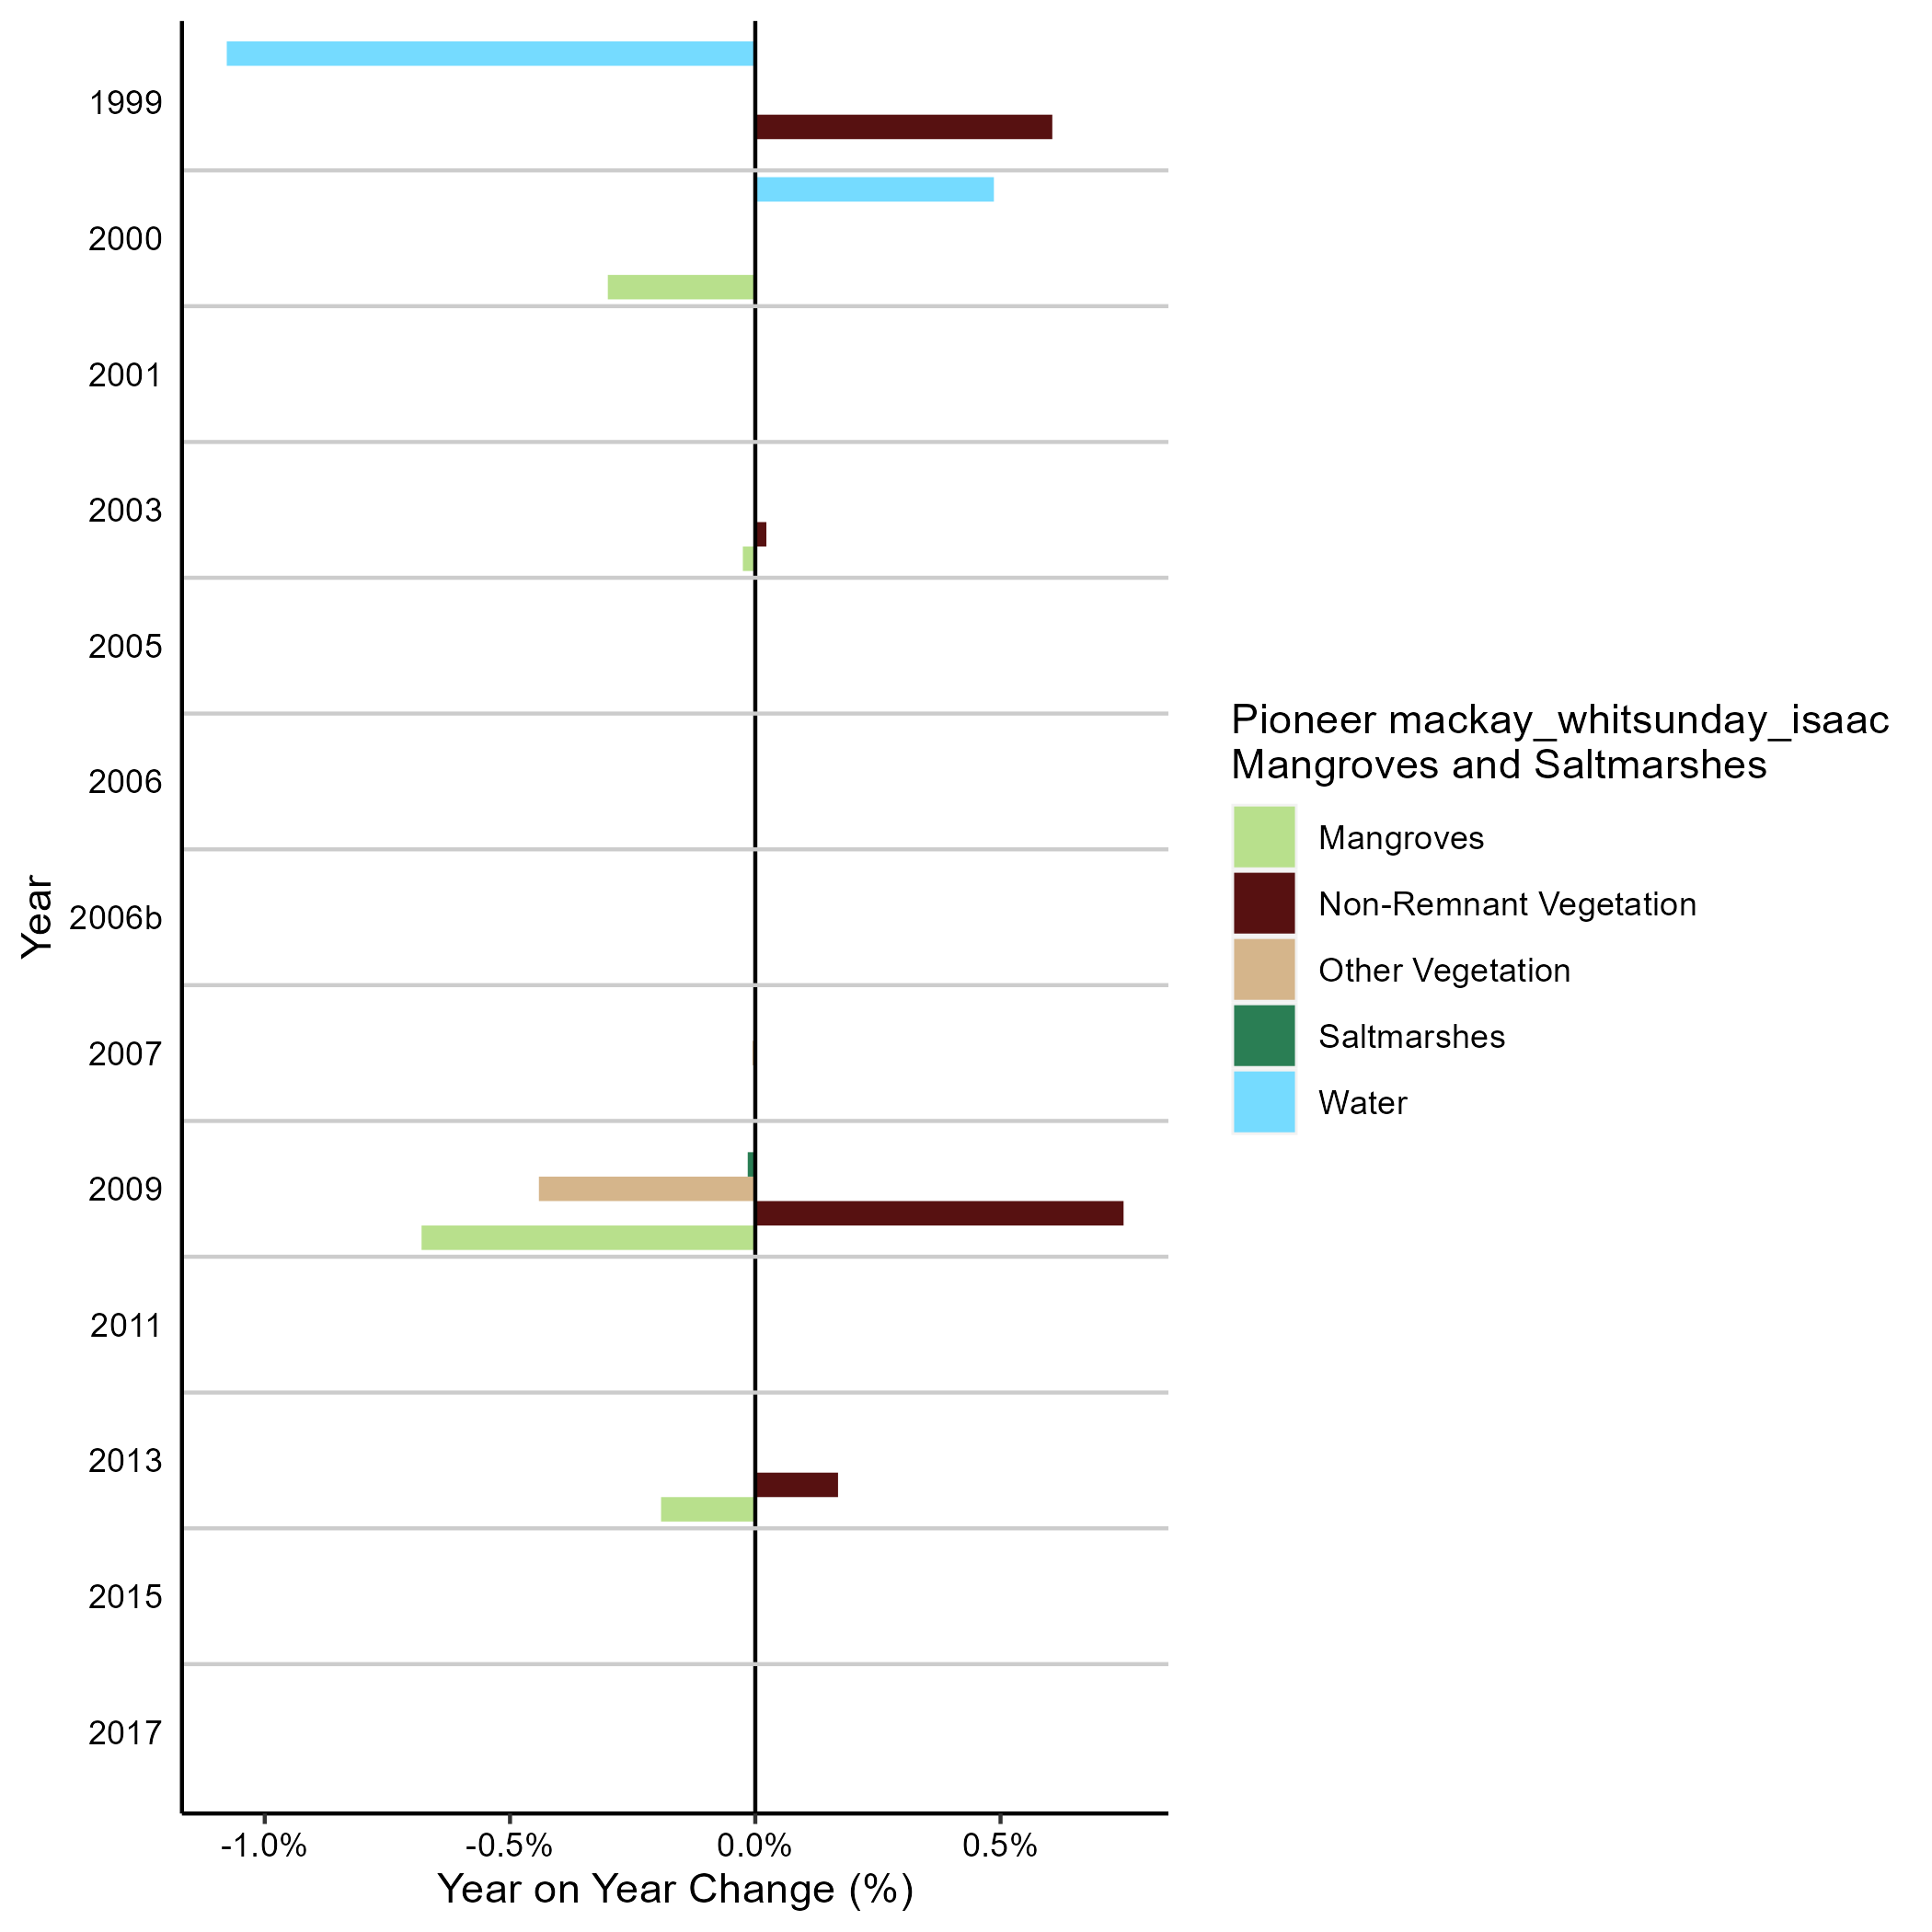 1999
2000
2001
2003
2005
2006
2006b
2007
2009
2011
2013
2015
2017
Year
-1.0%
-0.5%
0.0%
0.5%
Year on Year Change (%)
Pioneer mackay_whitsunday_isaac
Mangroves and Saltmarshes
Mangroves
Non-Remnant Vegetation
Other Vegetation
Saltmarshes
Water